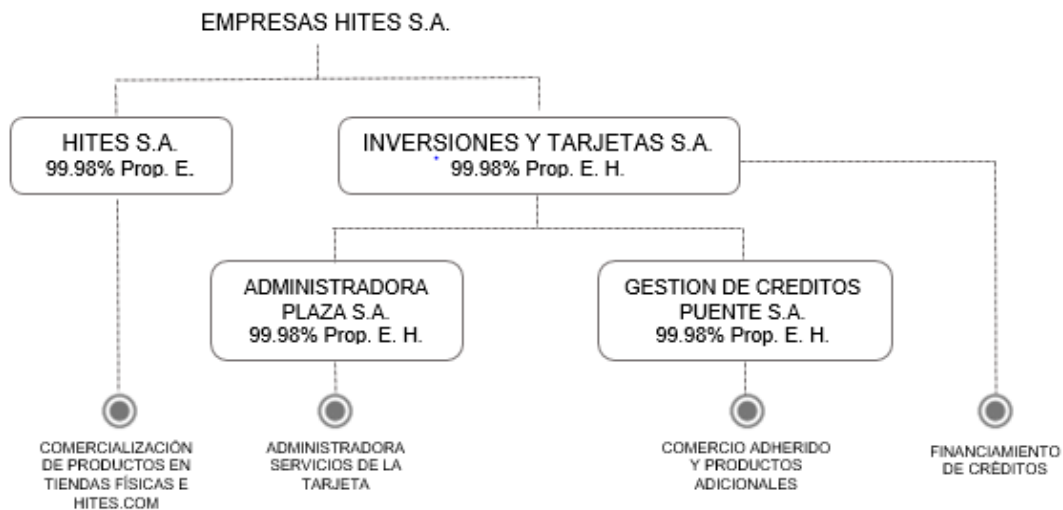 EMPRESAS HITES S.A.
HITES S.A.
99.98% Prop. E.
INVERSIONES Y TARJETAS S.A.
99.98% Prop. E. H.
ADMINISTRADORA
PLAZA S.A.
99.98% Prop. E. H.
GESTION DE CREDITOS
PUENTE S.A.
99.98% Prop. E. H.
COMERCIALIZACIÓN
DE PRODUCTOS EN
TIENDAS FÍSICAS E
HITES.COM
ADMINISTRADORA
SERVICIOS DE LA
TARJETA
COMERCIO ADHERIDO
Y PRODUCTOS
ADICIONALES
FINANCIAMIENTO
DE CRÉDITOS